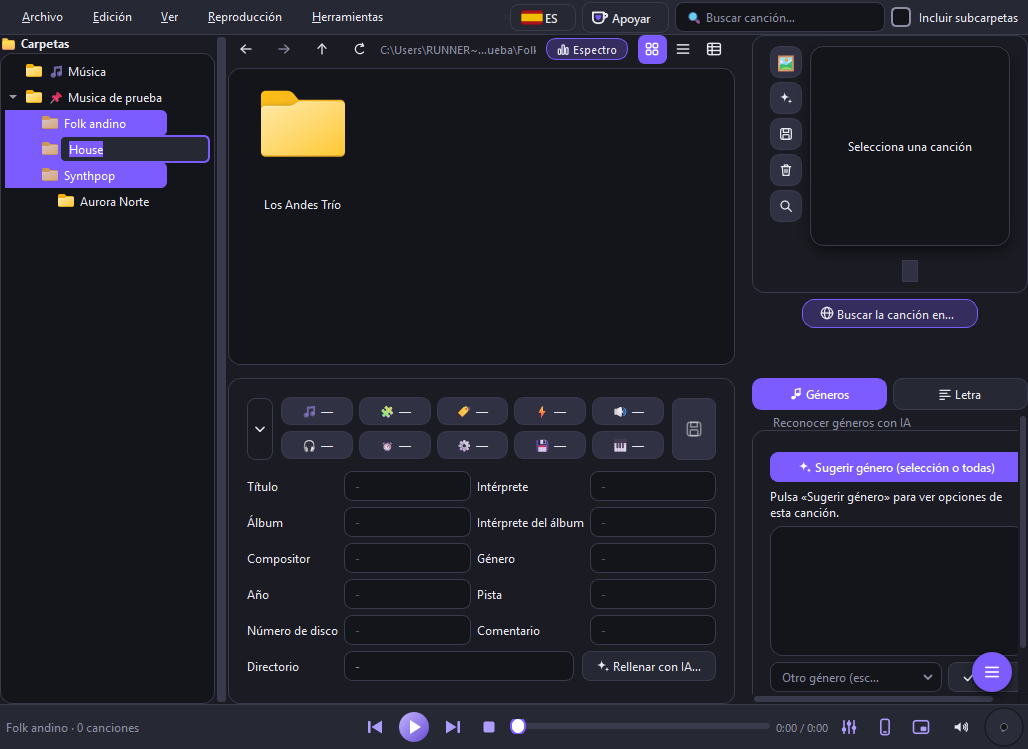 Archivo Edición Ver Reproducción Herramientas ES Apoyar Buscar canción... Incluir subcarpetas
Carpetas
C:\Users\RUNNER~...ueba\Folk Espectro
Música
Musica de prueba
Folk andino
House
Synthpop
Aurora Norte
Los Andes Trío
Selecciona una canción
Buscar la canción en...
Géneros Letra
Reconocer géneros con IA
Sugerir género (selección o todas)
Pulsa «Sugerir género» para ver opciones de
esta canción.
Otro género (esc...
— — — — —
— — — — —
Título - Intérprete -
Álbum - Intérprete del álbum -
Compositor - Género -
Año - Pista -
Número de disco - Comentario -
Directorio - Rellenar con IA...
Folk andino · 0 canciones 0:00 / 0:00